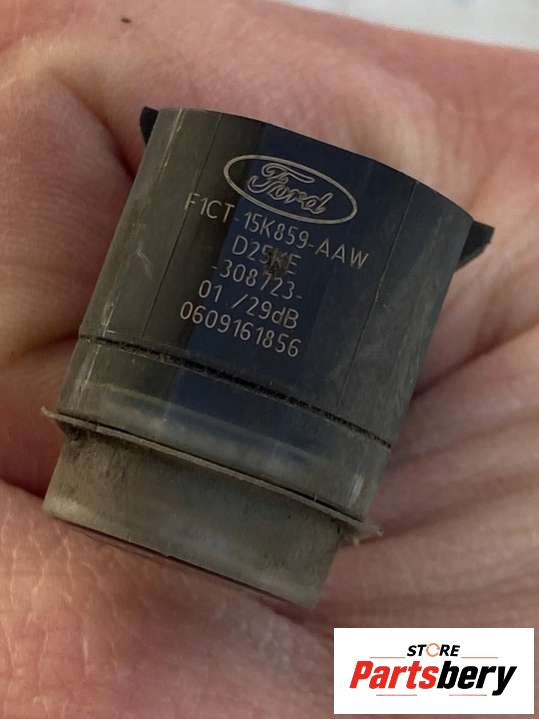 Ford
F1CT-15K859-AAW
D25KE
-308723-
01 /29dB
0609161856
STORE
Partsbery